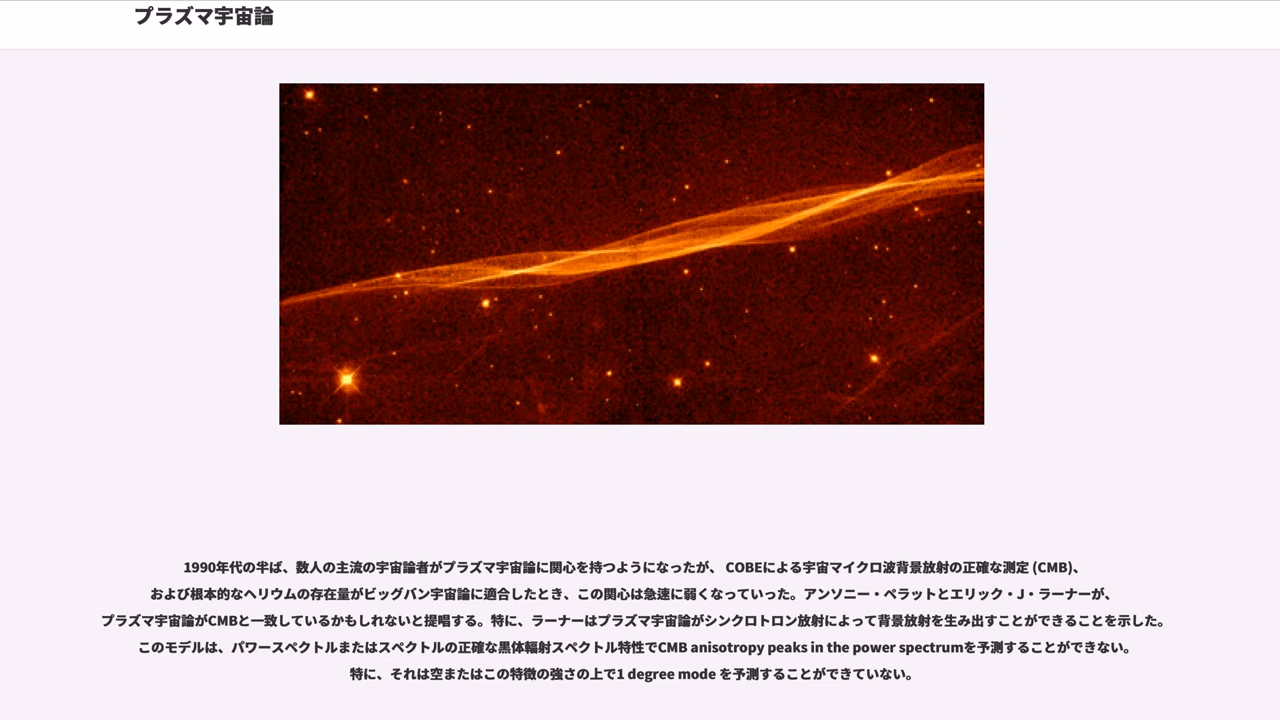 プラズマ宇宙論
1990年代の半ば、数人の主流の宇宙論者がプラズマ宇宙論に関心を持つようになったが、 COBEによる宇宙マイクロ波背景放射の正確な測定 (CMB)、
および根本的なヘリウムの存在量がビッグバン宇宙論に適合したとき、この関心は急速に弱くなっていった。アンソニー・ペラットとエリック・J・ラーナーが、
プラズマ宇宙論がCMBと一致しているかもしれないと提唱する。特に、ラーナーはプラズマ宇宙論がシンクロトロン放射によって背景放射を生み出すことができることを示した。
このモデルは、パワースペクトルまたはスペクトルの正確な黒体輻射スペクトル特性でCMB anisotropy peaks in the power spectrumを予測することができない。
特に、それは空またはこの特徴の強さの上で1 degree mode を予測することができていない。